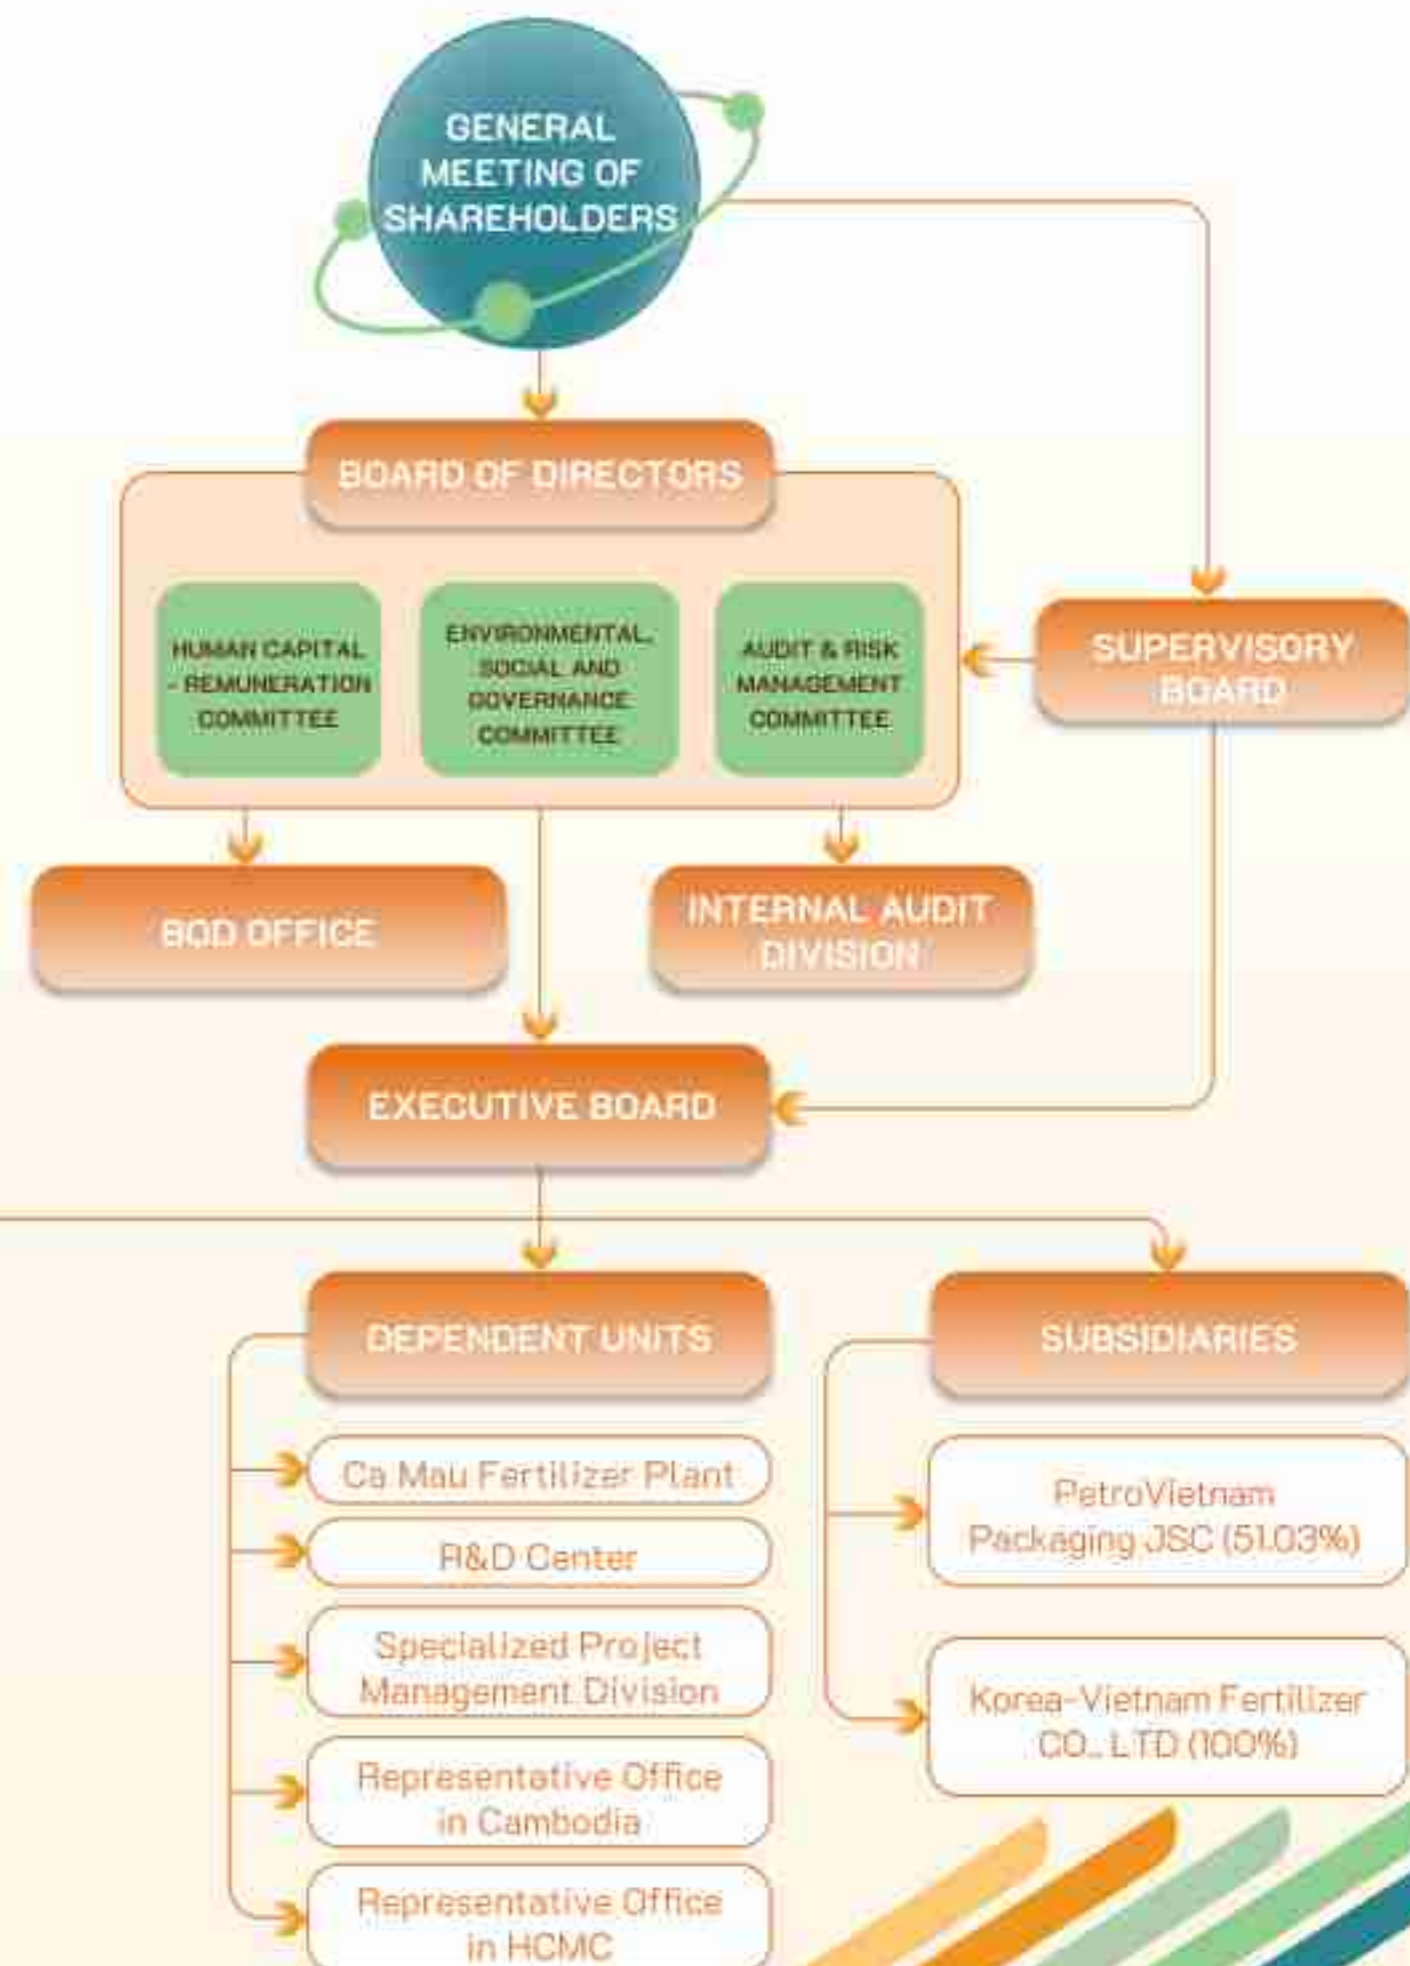 GENERAL
MEETING OF
SHAREHOLDERS
BOARD OF DIRECTORS
HUMAN CAPITAL
- REMUNERATION
COMMITTEE
ENVIRONMENTAL,
SOCIAL AND
GOVERNANCE
COMMITTEE
AUDIT & RISK
MANAGEMENT
COMMITTEE
SUPERVISORY
BOARD
BOD OFFICE
INTERNAL AUDIT
DIVISION
EXECUTIVE BOARD
DEPENDENT UNITS
Ca Mau Fertilizer Plant
R&D Center
Specialized Project
Management Division
Representative Office
in Cambodia
Representative Office
in HCMC
SUBSIDIARIES
PetroVietnam
Packaging JSC (51.03%)
Korea-Vietnam Fertilizer
CO., LTD (100%)